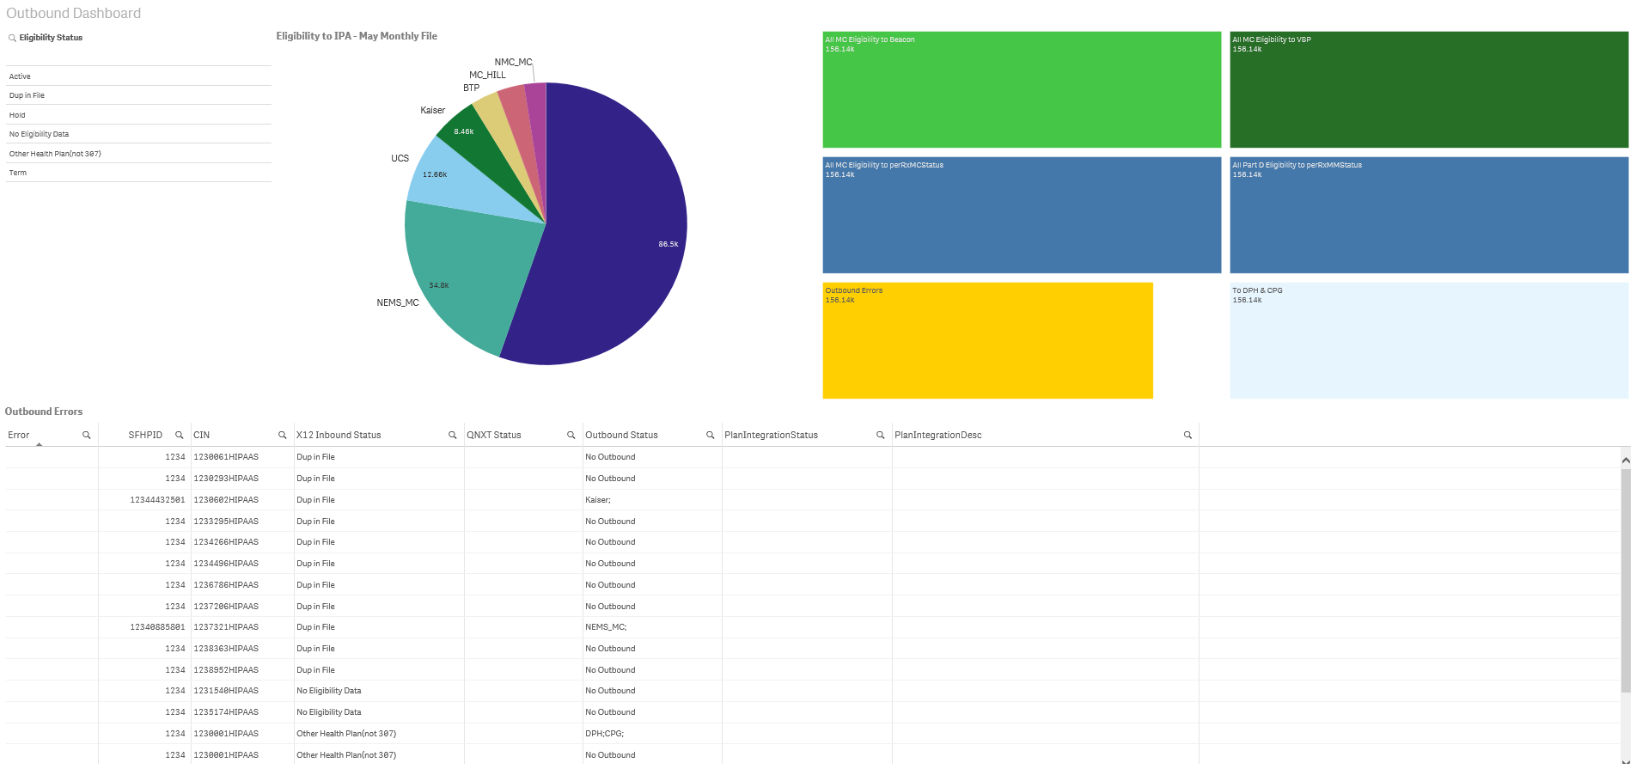 Outbound Dashboard
Eligibility Status
Active
Dup in File
Hold
No Eligibility Data
Other Health Plan(not 307)
Term
Eligibility to IPA - May Monthly File
NMC_MC
MC_HILL
BTP
Kaiser
8.46k
UCS
12.66k
86.5k
34.8k
NEMS_MC
All MC Eligibility to Beacon
156.14k
All MC Eligibility to VSP
156.14k
All MC Eligibility to perRxMCStatus
156.14k
All Part D Eligibility to perRxMMStatus
156.14k
Outbound Errors
156.14k
To DPH & CPG
156.14k
Outbound Errors
Error SFHPID CIN X12 Inbound Status QNXT Status Outbound Status PlanIntegrationStatus PlanIntegrationDesc
1234 1230061HIPAAS Dup in File No Outbound
1234 1230293HIPAAS Dup in File No Outbound
12344432501 1230602HIPAAS Dup in File Kaiser;
1234 1233295HIPAAS Dup in File No Outbound
1234 1234266HIPAAS Dup in File No Outbound
1234 1234496HIPAAS Dup in File No Outbound
1234 1236786HIPAAS Dup in File No Outbound
1234 1237206HIPAAS Dup in File No Outbound
12340885801 1237321HIPAAS Dup in File NEMS_MC;
1234 1238363HIPAAS Dup in File No Outbound
1234 1238952HIPAAS Dup in File No Outbound
1234 1231540HIPAAS No Eligibility Data No Outbound
1234 1235174HIPAAS No Eligibility Data No Outbound
1234 1230001HIPAAS Other Health Plan(not 307) DPH;CPG;
1234 1230001HIPAAS Other Health Plan(not 307) No Outbound